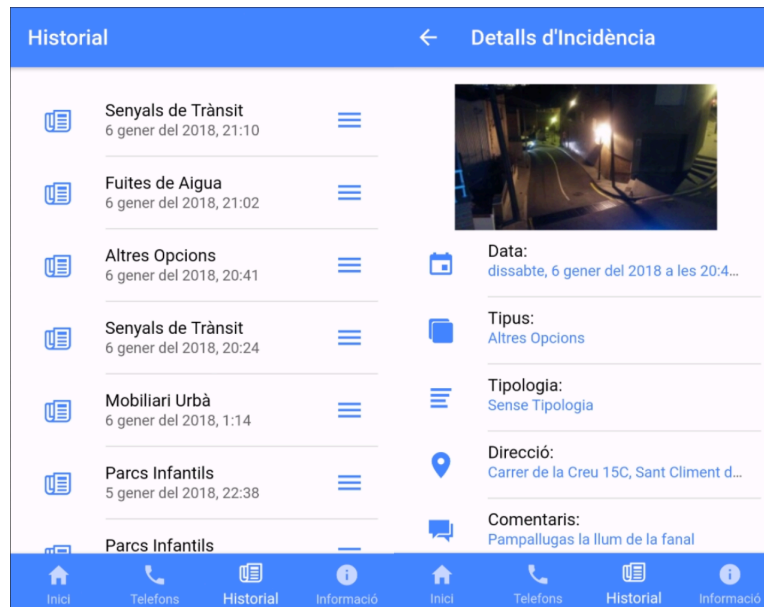 Historial
Senyals de Trànsit
6 gener del 2018, 21:10
Fuites de Aigua
6 gener del 2018, 21:02
Altres Opcions
6 gener del 2018, 20:41
Senyals de Trànsit
6 gener del 2018, 20:24
Mobiliari Urbà
6 gener del 2018, 1:14
Parcs Infantils
5 gener del 2018, 22:38
Parcs Infantils
Inici
Telefons
Historial
Informació
Detalls d'Incidència
Data:
dissabte, 6 gener del 2018 a les 20:4...
Tipus:
Altres Opcions
Tipologia:
Sense Tipologia
Direcció:
Carrer de la Creu 15C, Sant Climent d...
Comentaris:
Pampallugas la llum de la fanal
Inici
Telefons
Historial
Informació